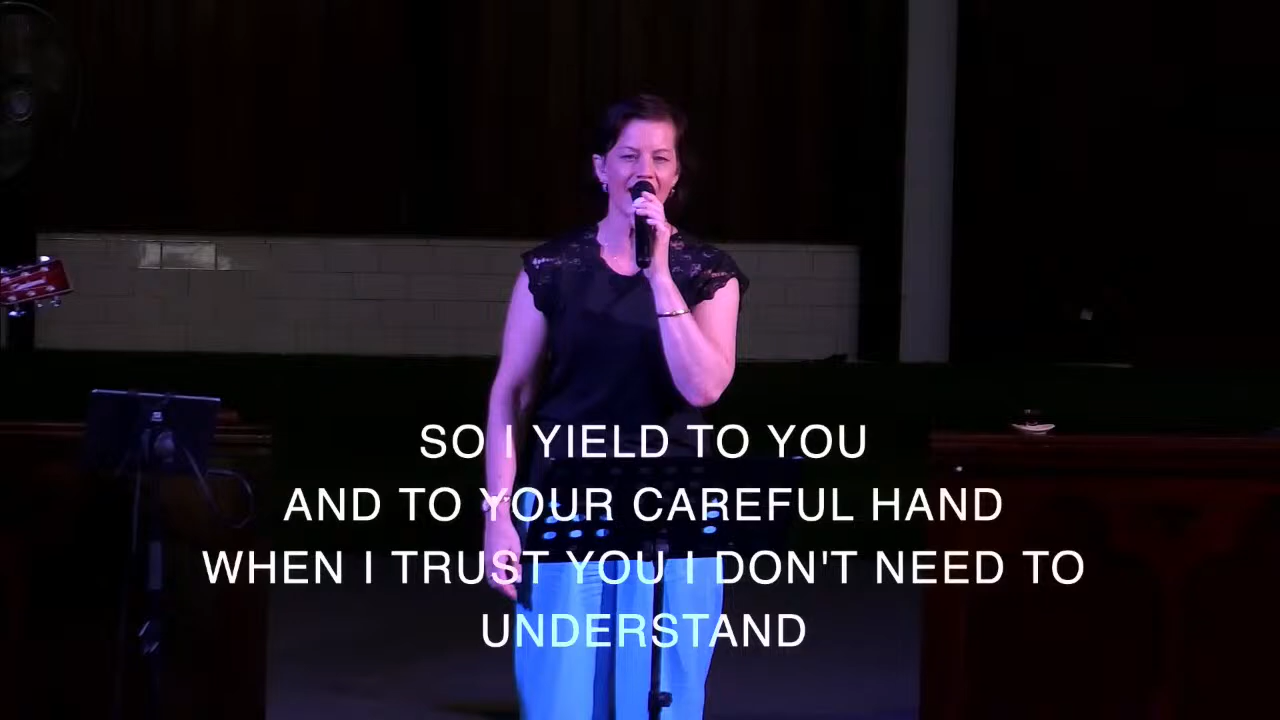 SO I YIELD TO YOU
AND TO YOUR CAREFUL HAND
WHEN I TRUST YOU I DON'T NEED TO
UNDERSTAND